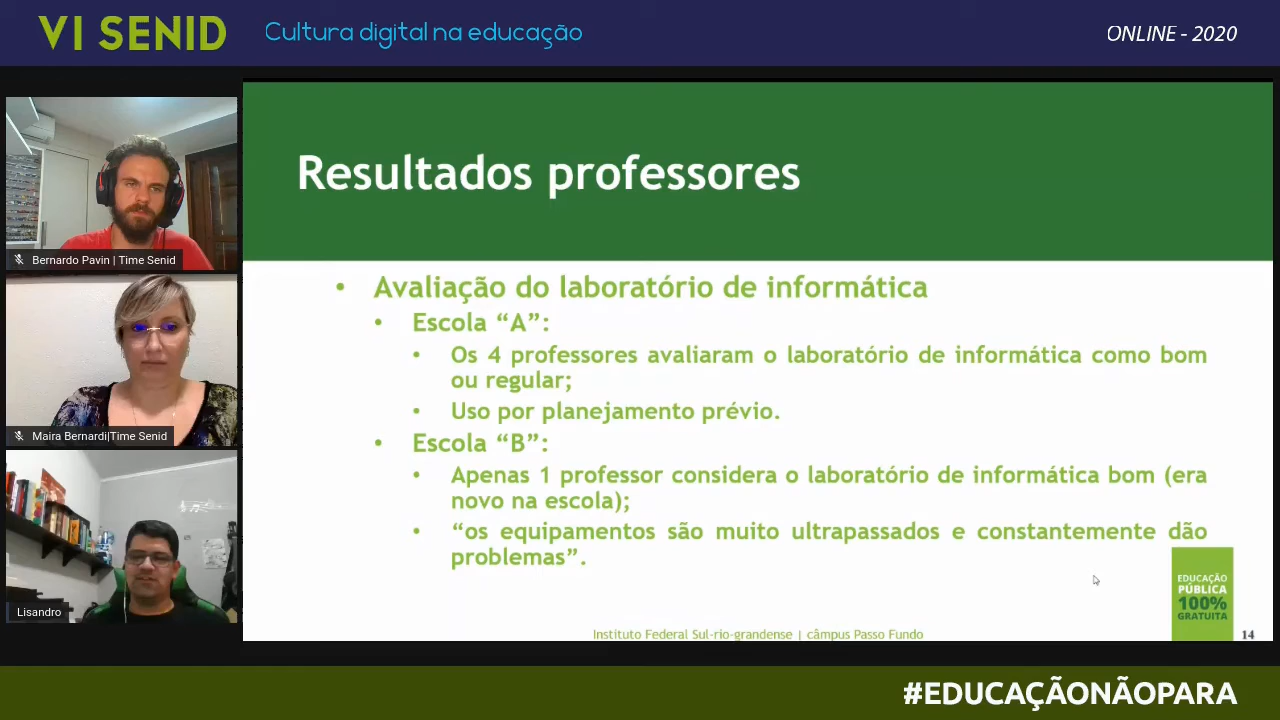 VI SENID
Cultura digital na educação
ONLINE - 2020
Bernardo Pavin | Time Senid
Maira Bernardi|Time Senid
Lisandro
Resultados professores
• Avaliação do laboratório de informática
• Escola “A”:
• Os 4 professores avaliaram o laboratório de informática como bom
ou regular;
• Uso por planejamento prévio.
• Escola “B”:
• Apenas 1 professor considera o laboratório de informática bom (era
novo na escola);
• “os equipamentos são muito ultrapassados e constantemente dão
problemas”.
EDUCAÇÃO
PÚBLICA
100%
GRATUITA
Instituto Federal Sul-rio-grandense | câmpus Passo Fundo
14
#EDUCAÇÃONÃOPARA